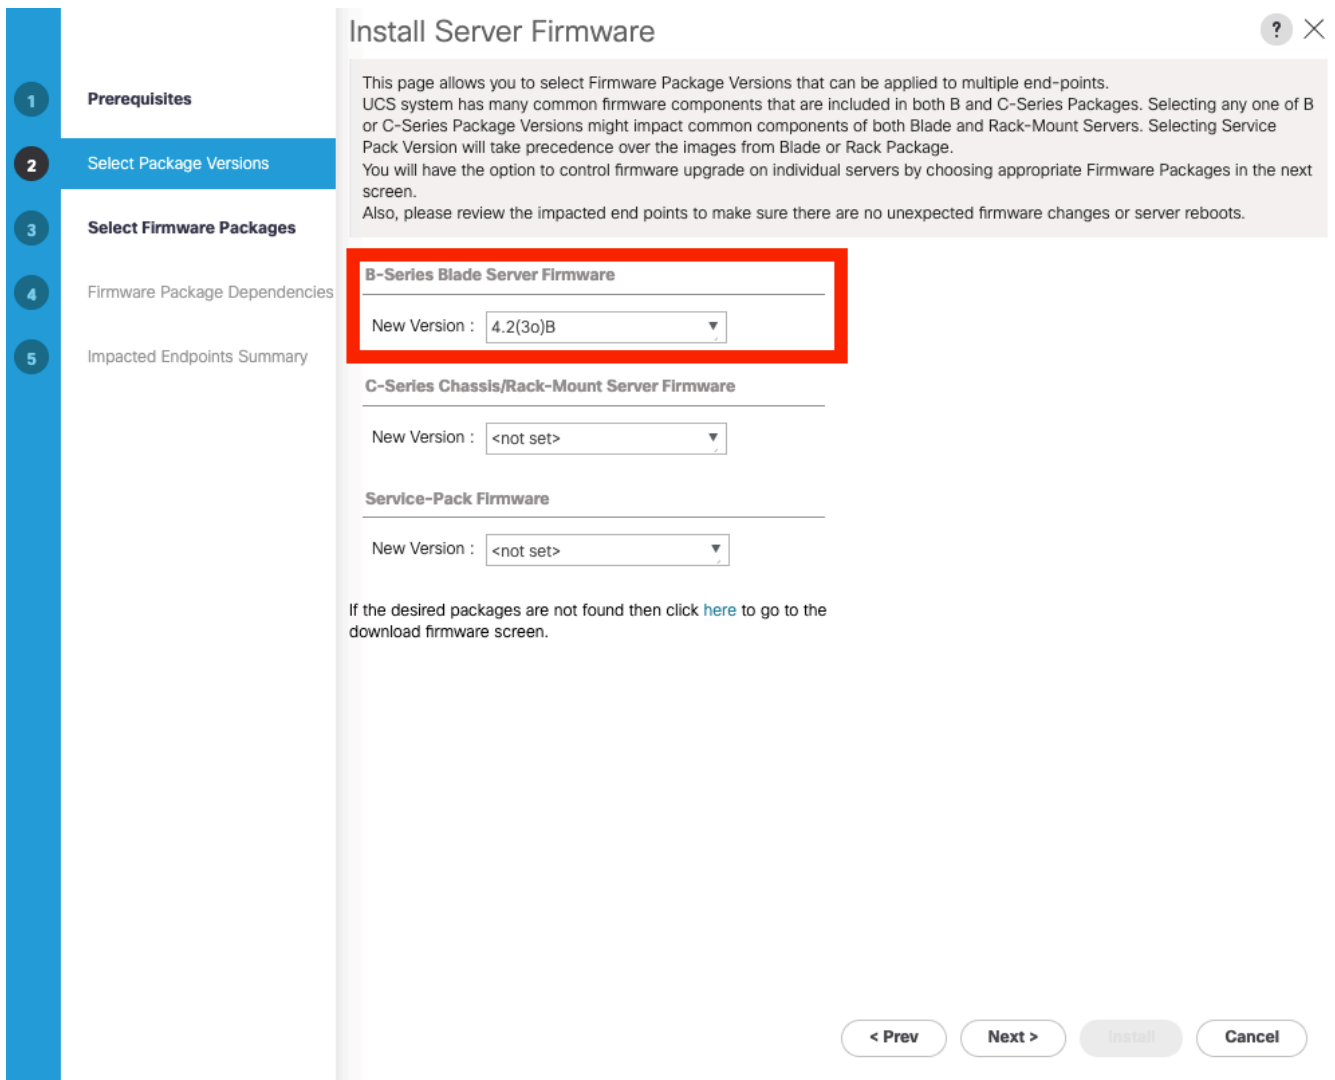 Install Server Firmware
?
1 Prerequisites
2 Select Package Versions
3 Select Firmware Packages
4 Firmware Package Dependencies
5 Impacted Endpoints Summary
This page allows you to select Firmware Package Versions that can be applied to multiple end-points.
UCS system has many common firmware components that are included in both B and C-Series Packages. Selecting any one of B
or C-Series Package Versions might impact common components of both Blade and Rack-Mount Servers. Selecting Service
Pack Version will take precedence over the images from Blade or Rack Package.
You will have the option to control firmware upgrade on individual servers by choosing appropriate Firmware Packages in the next
screen.
Also, please review the impacted end points to make sure there are no unexpected firmware changes or server reboots.
B-Series Blade Server Firmware
New Version : 4.2(3o)B
C-Series Chassis/Rack-Mount Server Firmware
New Version : <not set>
Service-Pack Firmware
New Version : <not set>
If the desired packages are not found then click here to go to the
download firmware screen.
< Prev
Next >
Install
Cancel